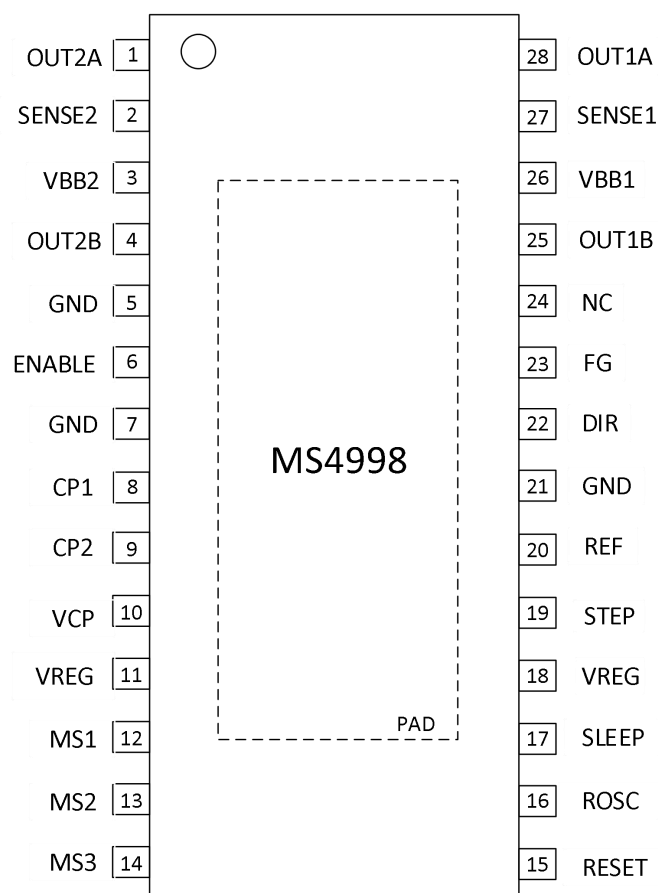 OUT2A 1 28 OUT1A
SENSE2 2 27 SENSE1
VBB2 3 26 VBB1
OUT2B 4 25 OUT1B
GND 5 24 NC
ENABLE 6 23 FG
GND 7 22 DIR
MS4998
CP1 8 21 GND
CP2 9 20 REF
VCP 10 19 STEP
VREG 11 18 VREG
PAD
MS1 12 17 SLEEP
MS2 13 16 ROSC
MS3 14 15 RESET